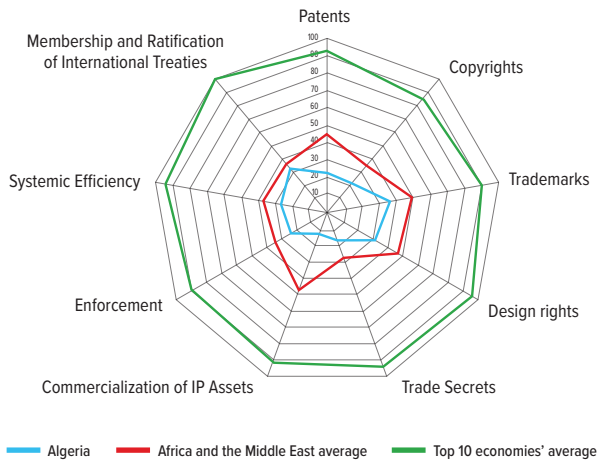 Patents
Membership and Ratification
of International Treaties
Copyrights
100
90
80
70
60
50
40
30
20
10
Systemic Efficiency
Trademarks
Enforcement
Design rights
Commercialization of IP Assets
Trade Secrets
Algeria
Africa and the Middle East average
Top 10 economies' average